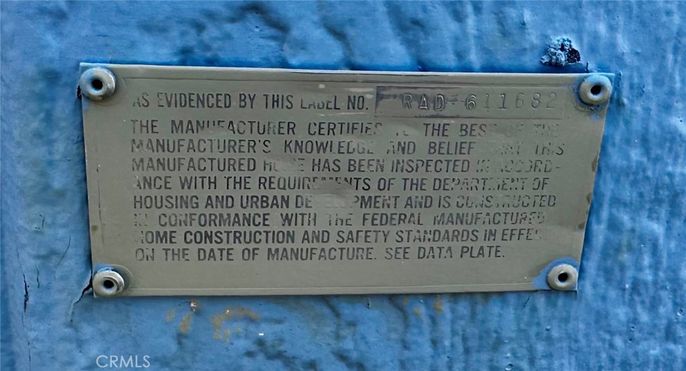 AS EVIDENCED BY THIS LABEL NO. RAD-611682
THE MANUFACTURER CERTIFIES TO THE BEST OF THE
MANUFACTURER'S KNOWLEDGE AND BELIEF THAT THIS
MANUFACTURED HOME HAS BEEN INSPECTED IN ACCORD-
ANCE WITH THE REQUIREMENTS OF THE DEPARTMENT OF
HOUSING AND URBAN DEVELOPMENT AND IS CONSTRUCTED
IN CONFORMANCE WITH THE FEDERAL MANUFACTURED
HOME CONSTRUCTION AND SAFETY STANDARDS IN EFFECT
ON THE DATE OF MANUFACTURE. SEE DATA PLATE.
CRMLS